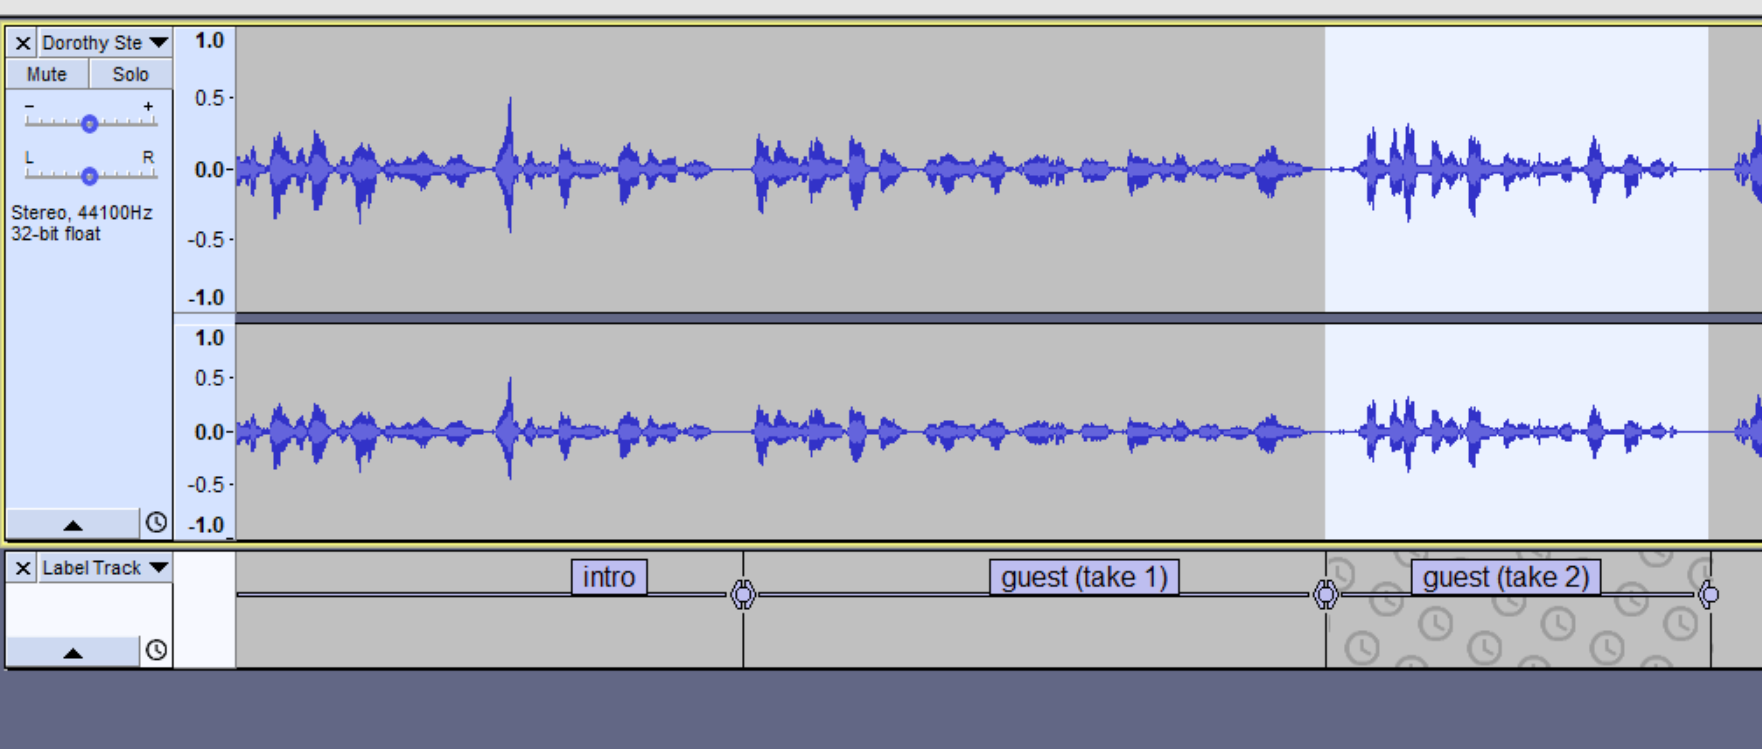 Dorothy Ste
Mute Solo
- +
L R
Stereo, 44100Hz
32-bit float
1.0
0.5
0.0
-0.5
-1.0
1.0
0.5
0.0
-0.5
-1.0
Label Track
intro
guest (take 1)
guest (take 2)